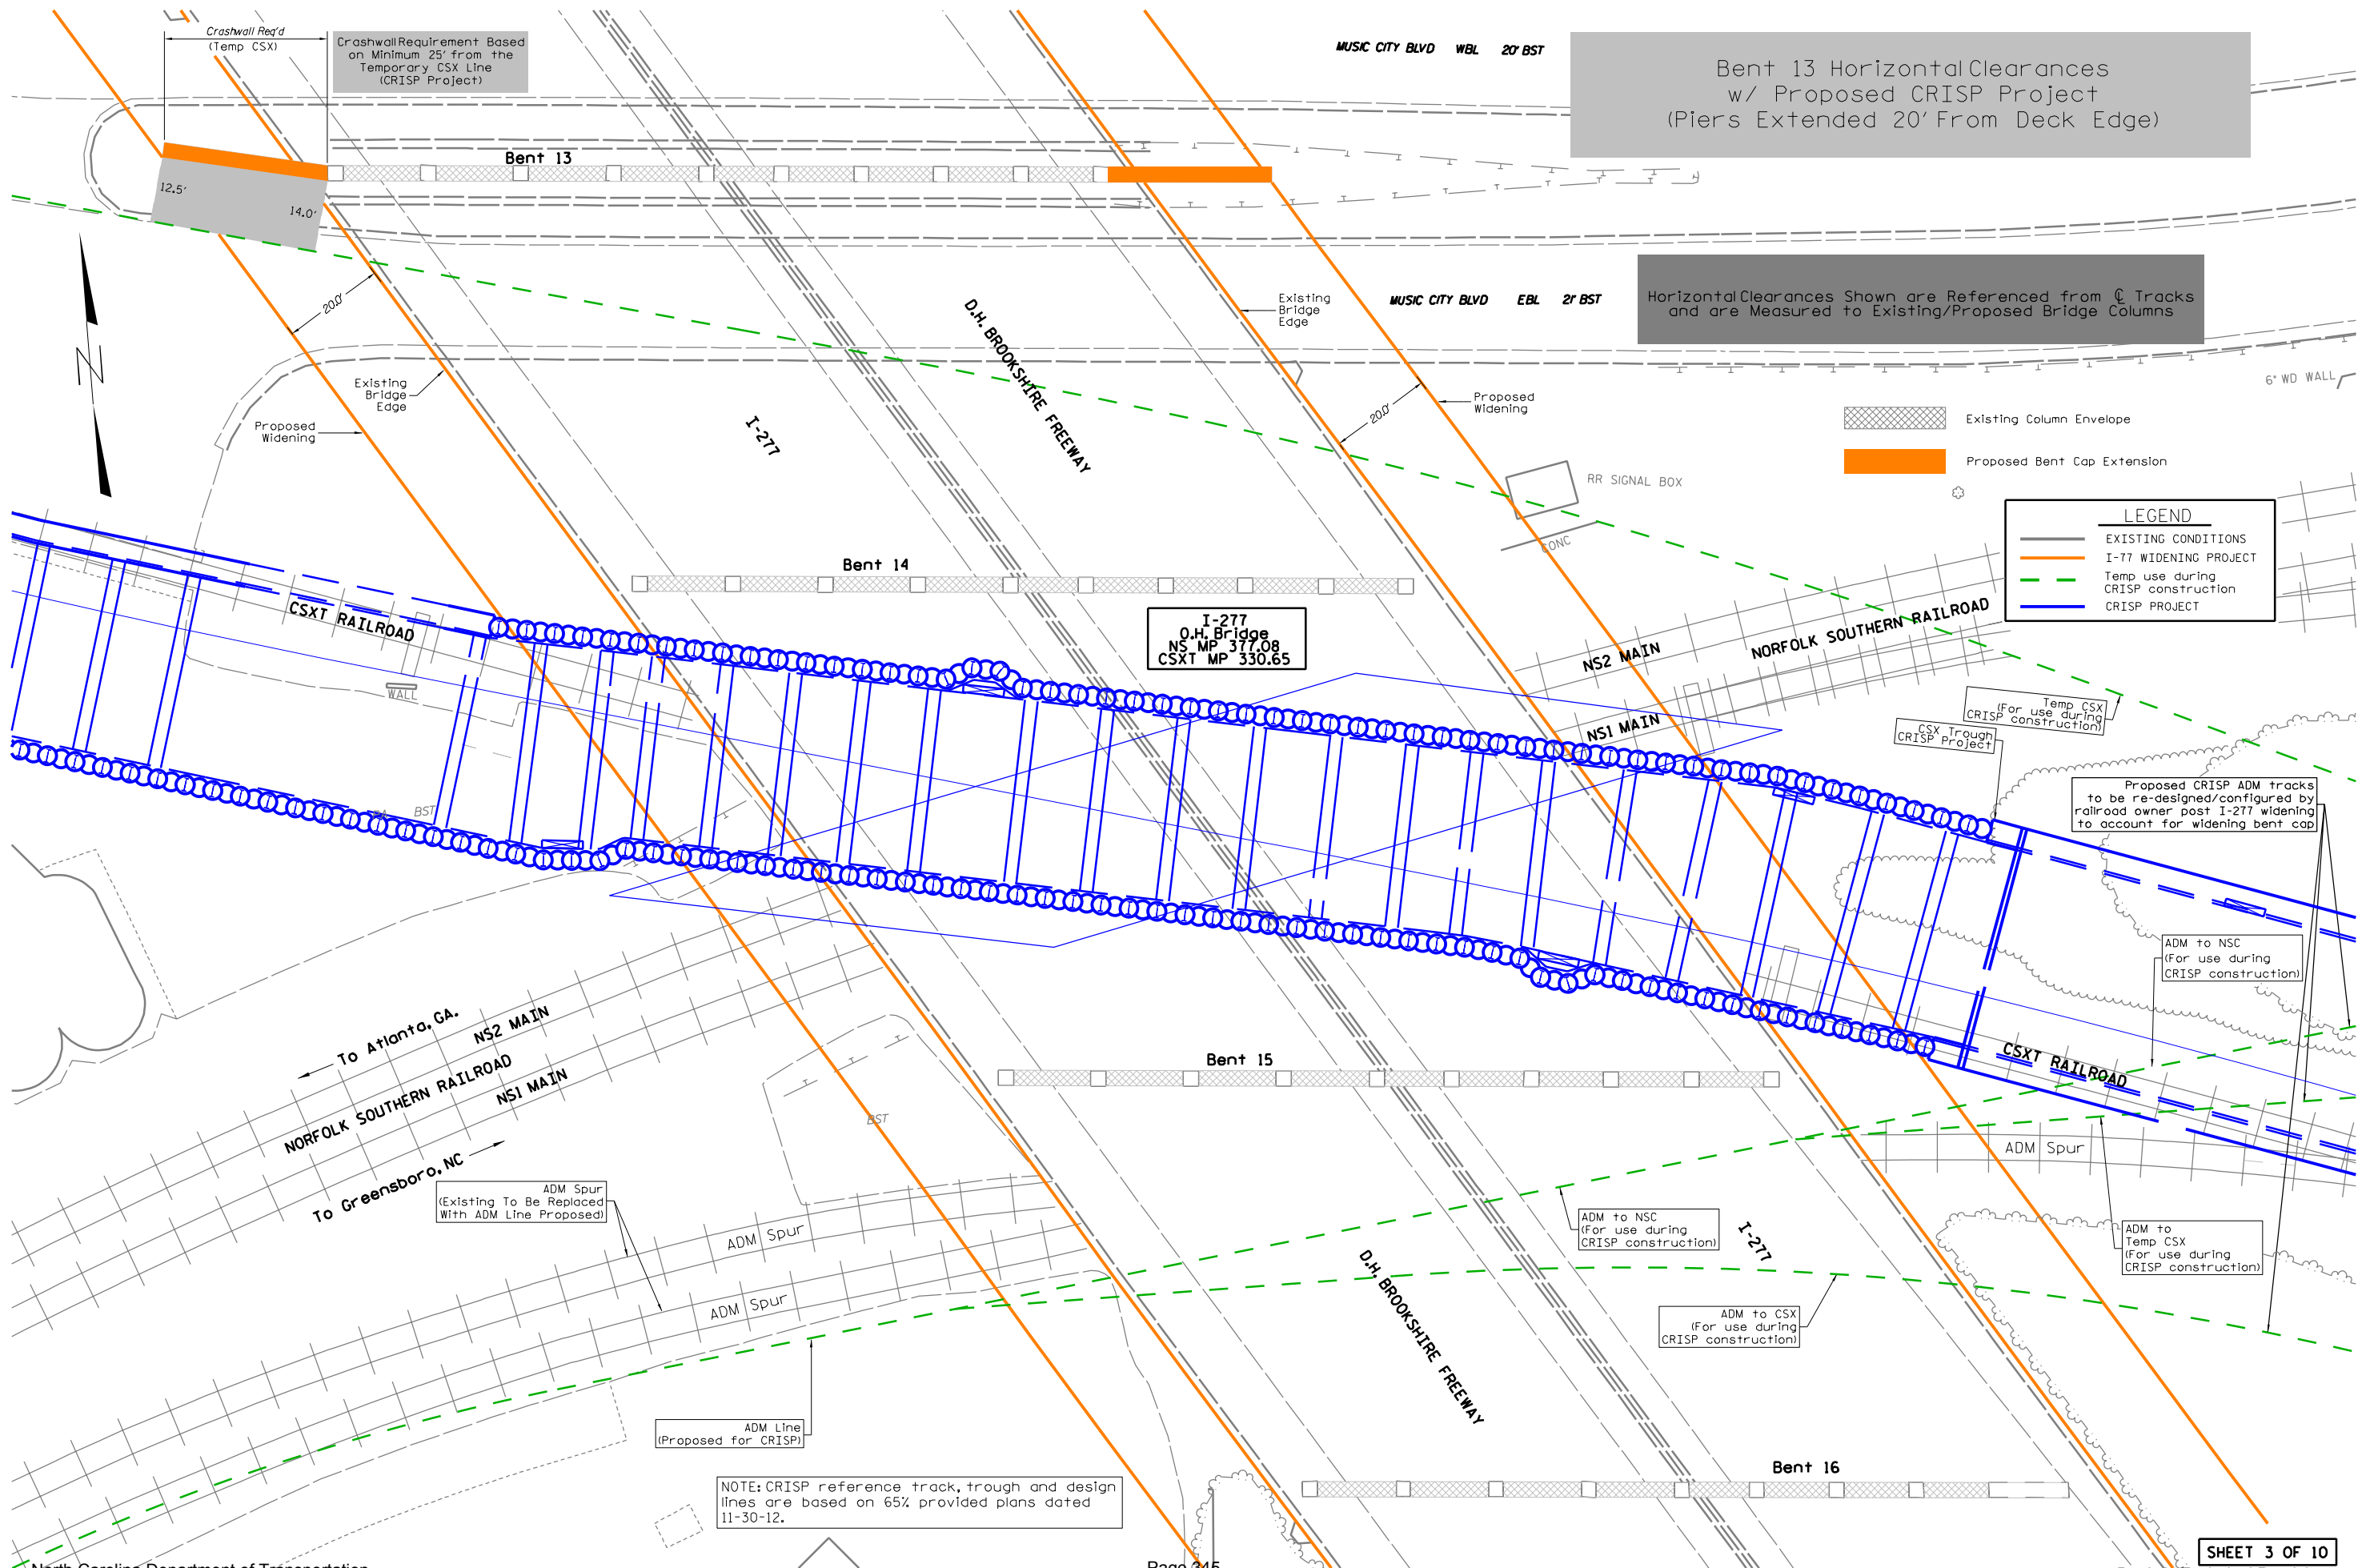 Crashwall Req'd
(Temp CSX)
Crashwall Requirement Based
on Minimum 25' from the
Temporary CSX Line
(CRISP Project)
MUSIC CITY BLVD WBL 20' BST
Bent 13 Horizontal Clearances
w/ Proposed CRISP Project
(Piers Extended 20' From Deck Edge)
Bent 13
12.5'
14.0'
20.0'
N
Existing
Bridge
Edge
Proposed
Widening
I-277
D.H. BROOKSHIRE FREEWAY
Existing
Bridge
Edge
MUSIC CITY BLVD EBL 21' BST
Horizontal Clearances Shown are Referenced from ℄ Tracks
and are Measured to Existing/Proposed Bridge Columns
6" WD WALL
20.0'
Proposed
Widening
Existing Column Envelope
Proposed Bent Cap Extension
RR SIGNAL BOX
CONC
LEGEND
EXISTING CONDITIONS
I-77 WIDENING PROJECT
Temp use during
CRISP construction
CRISP PROJECT
Bent 14
I-277
O.H. Bridge
NS MP 377.08
CSXT MP 330.65
CSXT RAILROAD
WALL
BST
NS2 MAIN
NORFOLK SOUTHERN RAILROAD
NS1 MAIN
Temp CSX
(For use during
CRISP construction)
CSX Trough
CRISP Project
Proposed CRISP ADM tracks
to be re-designed/configured by
railroad owner post I-277 widening
to account for widening bent cap
ADM to NSC
(For use during
CRISP construction)
CSXT RAILROAD
ADM Spur
To Atlanta, GA.
NS2 MAIN
NORFOLK SOUTHERN RAILROAD
NS1 MAIN
To Greensboro, NC
Bent 15
BST
ADM Spur
(Existing To Be Replaced
With ADM Line Proposed)
ADM Spur
ADM Spur
ADM to NSC
(For use during
CRISP construction)
I-277
D.H. BROOKSHIRE FREEWAY
ADM to
Temp CSX
(For use during
CRISP construction)
ADM to CSX
(For use during
CRISP construction)
ADM Line
(Proposed for CRISP)
Bent 16
NOTE: CRISP reference track, trough and design
lines are based on 65% provided plans dated
11-30-12.
SHEET 3 OF 10
North Carolina Department of Transportation
Page 345